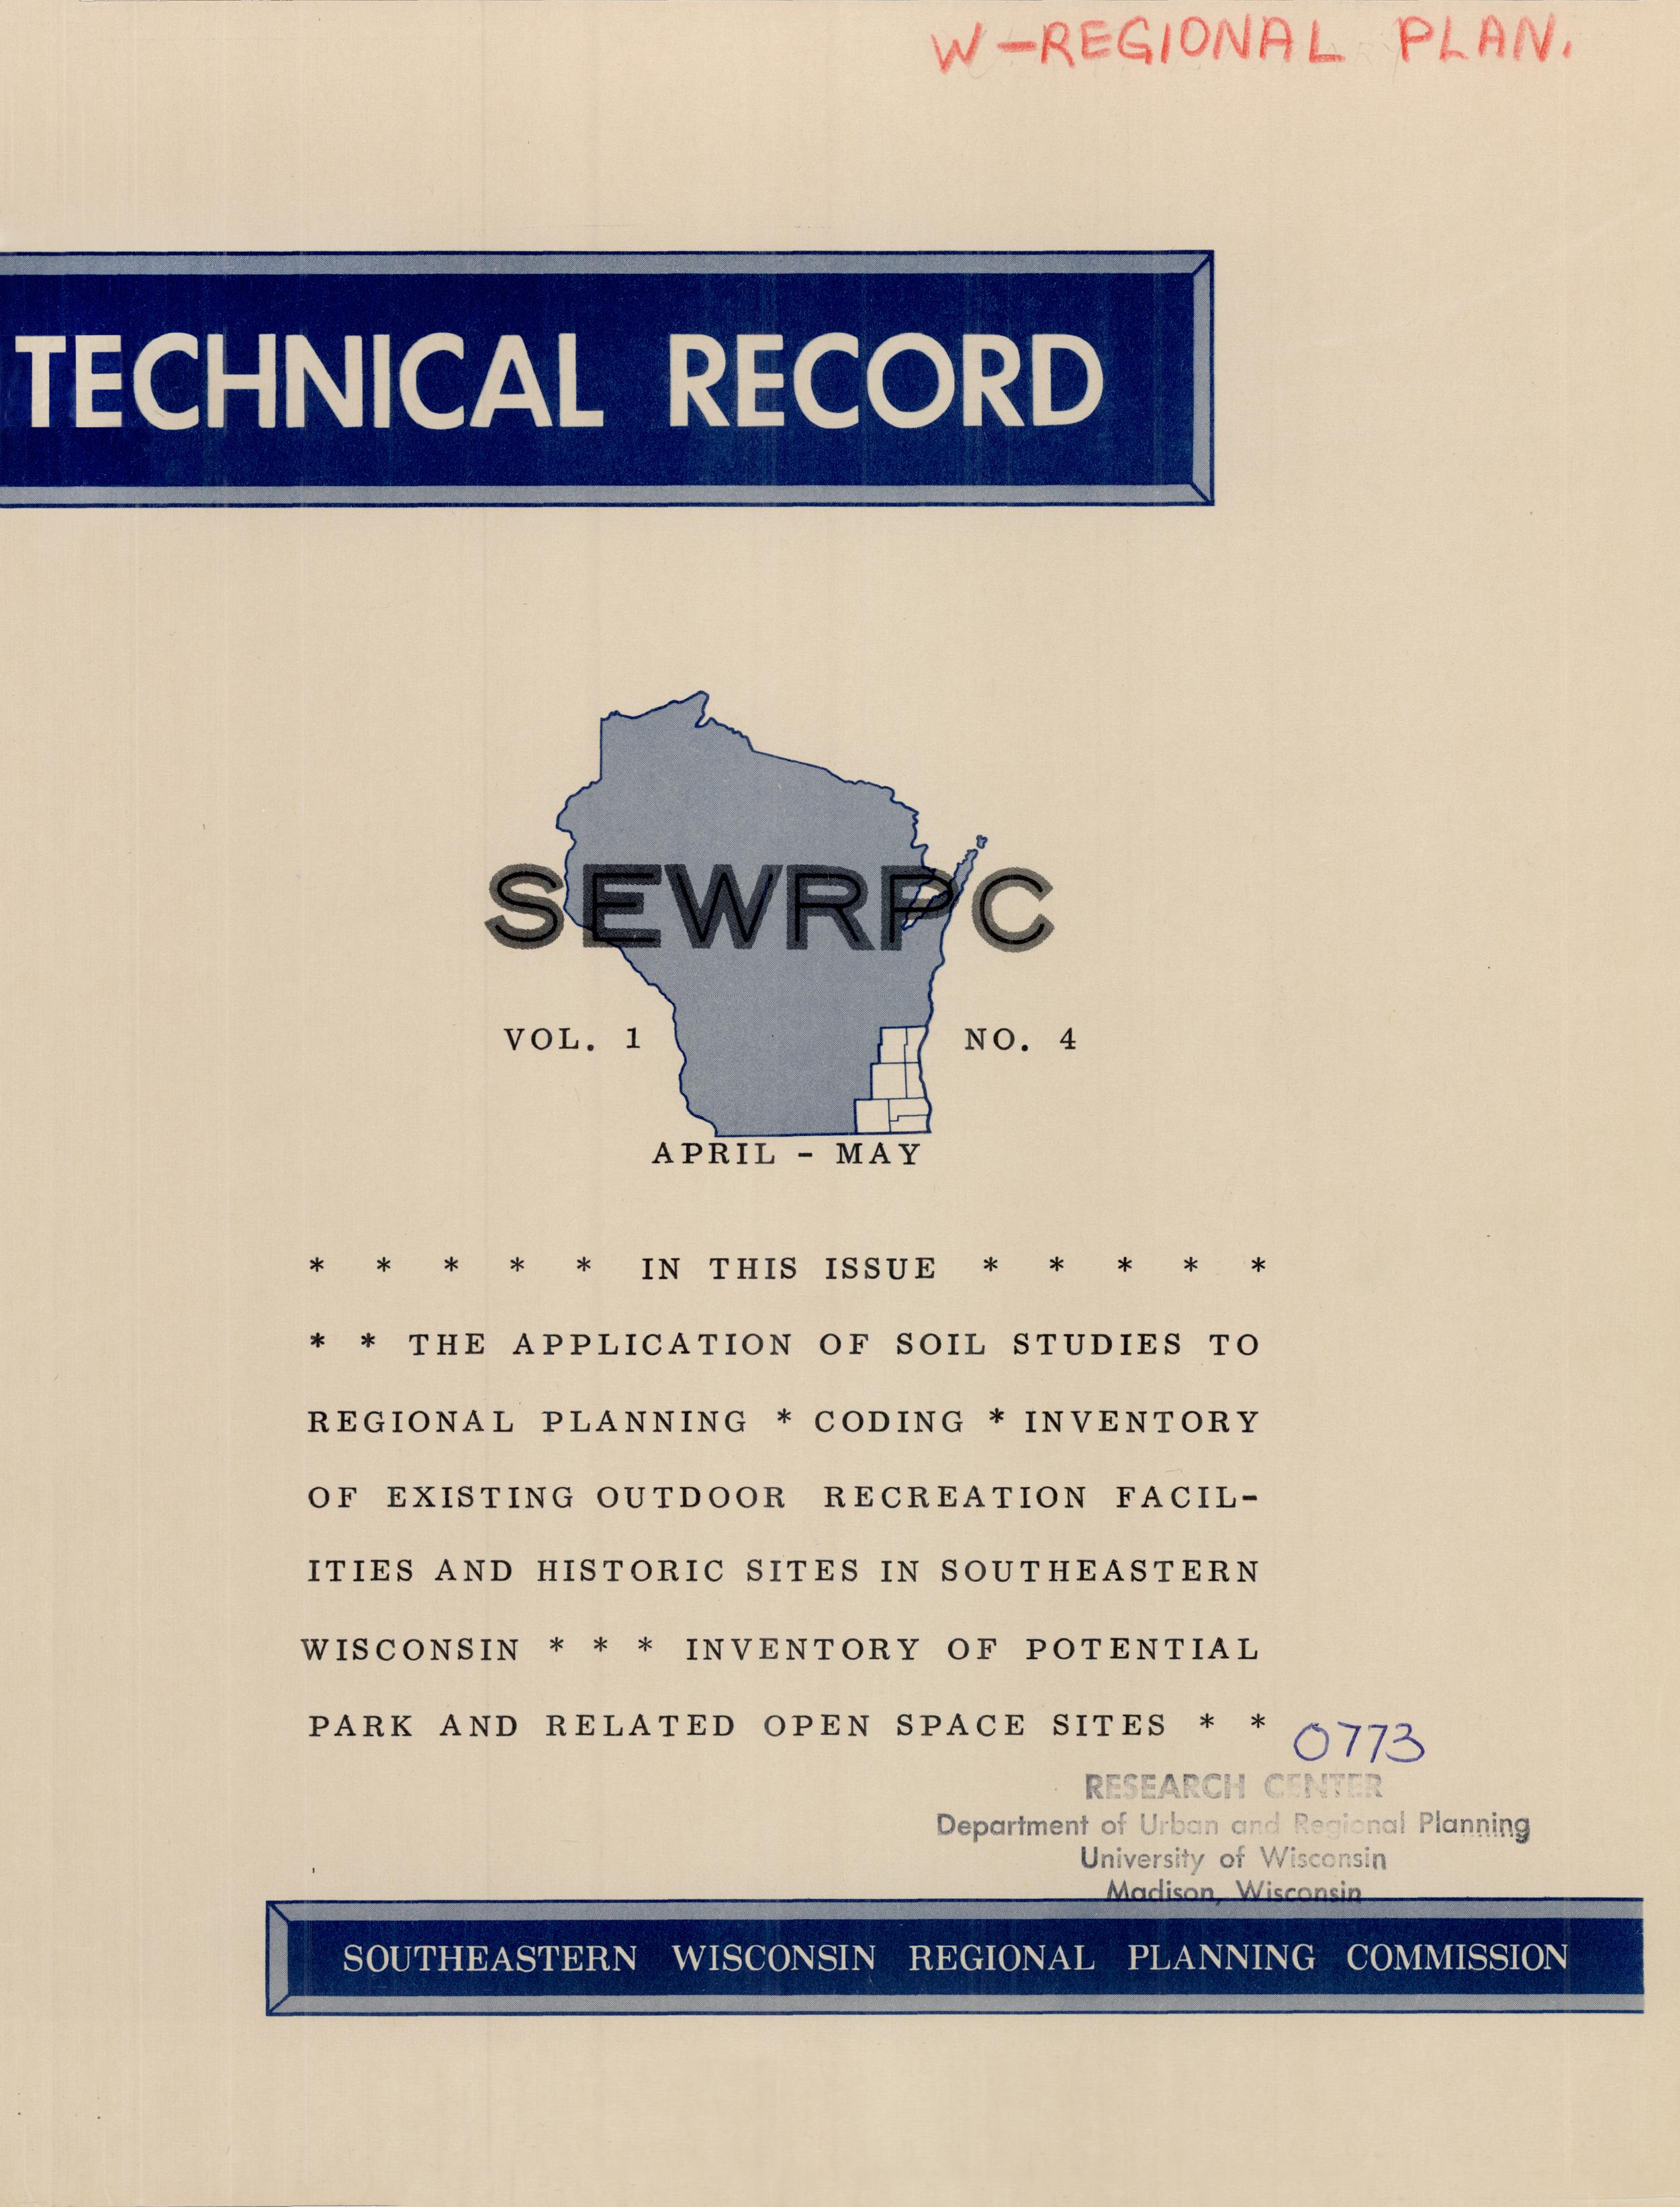 W-REGIONAL PLAN.
TECHNICAL RECORD
SEWRPC
VOL. 1 NO. 4
APRIL - MAY
* * * * * IN THIS ISSUE * * * * *
* * THE APPLICATION OF SOIL STUDIES TO
REGIONAL PLANNING * CODING * INVENTORY
OF EXISTING OUTDOOR RECREATION FACIL-
ITIES AND HISTORIC SITES IN SOUTHEASTERN
WISCONSIN * * * INVENTORY OF POTENTIAL
PARK AND RELATED OPEN SPACE SITES * *
0773
RESEARCH CENTER
Department of Urban and Regional Planning
University of Wisconsin
Madison, Wisconsin
SOUTHEASTERN WISCONSIN REGIONAL PLANNING COMMISSION